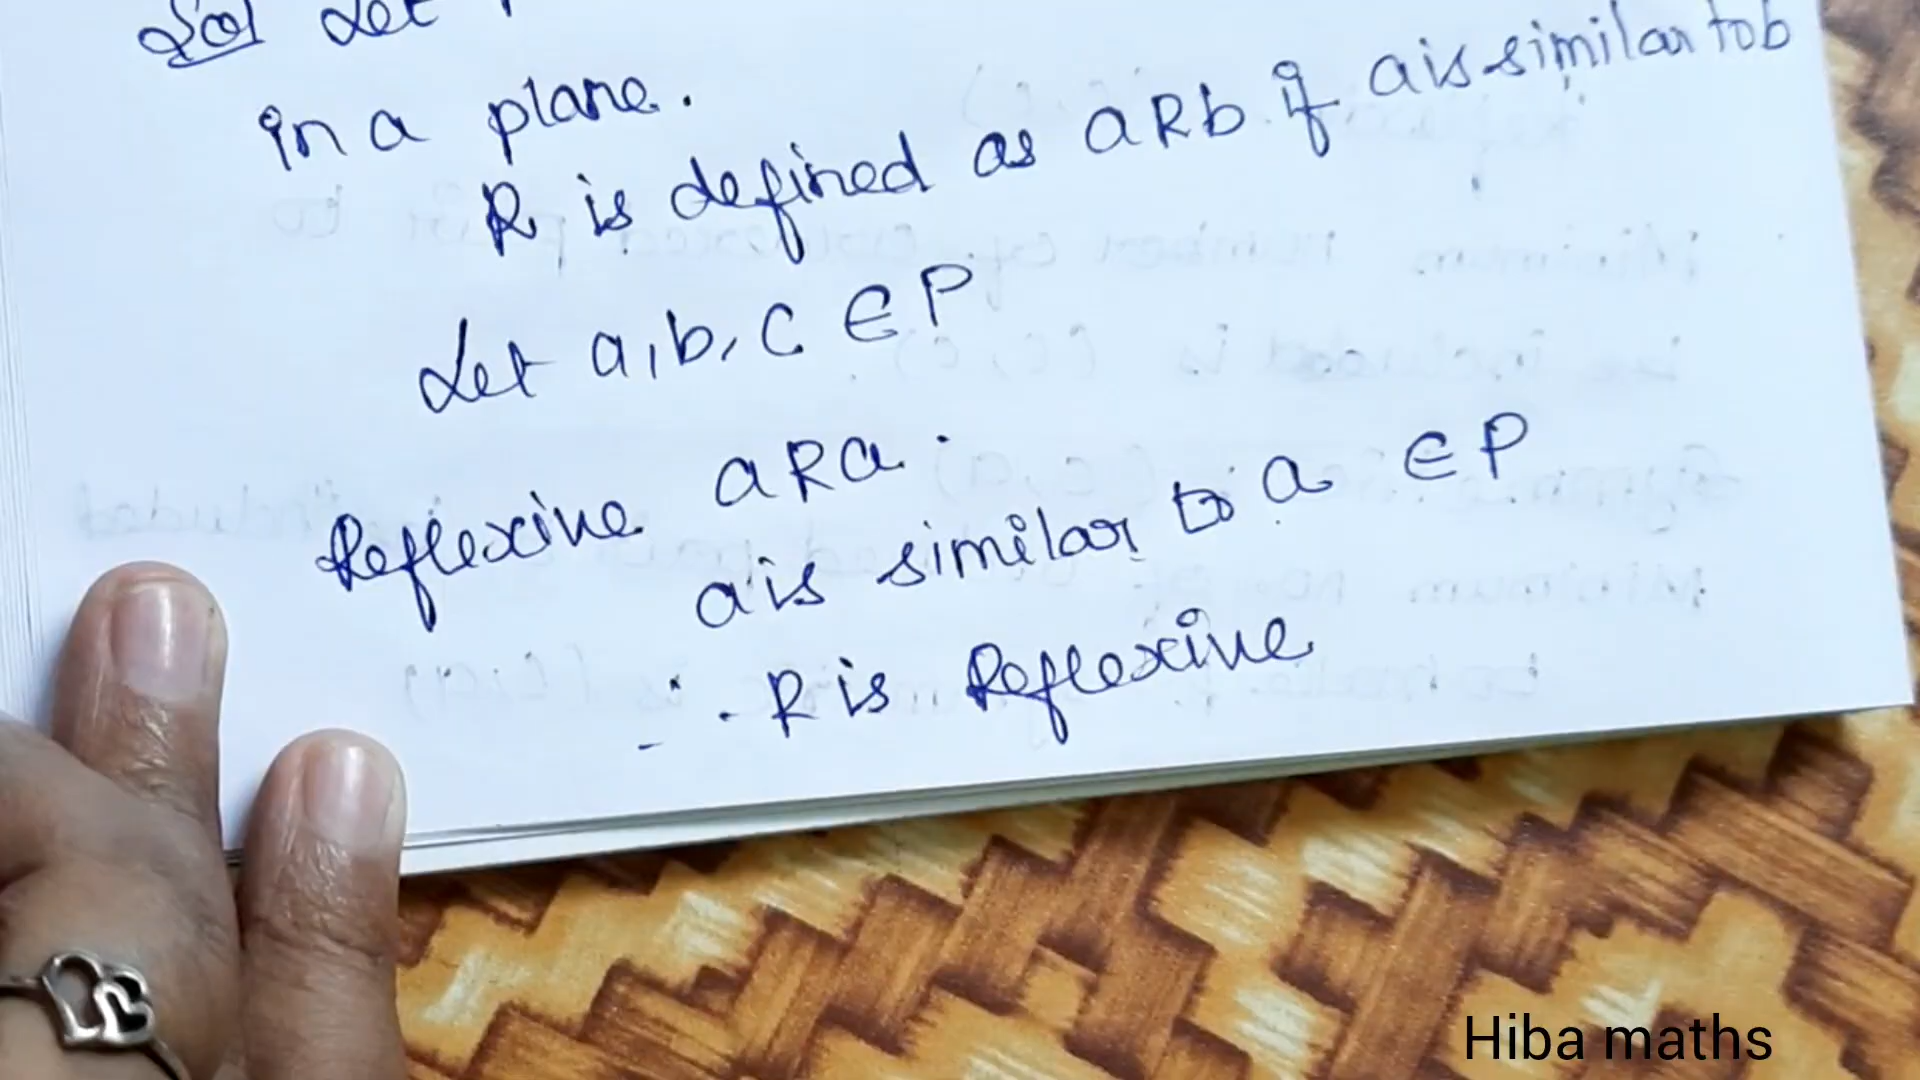 Sol Let
in a plane.
R is defined as aRb if a is similar to b
Let a, b, c ∈ P
Reflexive aRa.
a is similar to a ∈ P
∴ R is Reflexive
Hiba maths